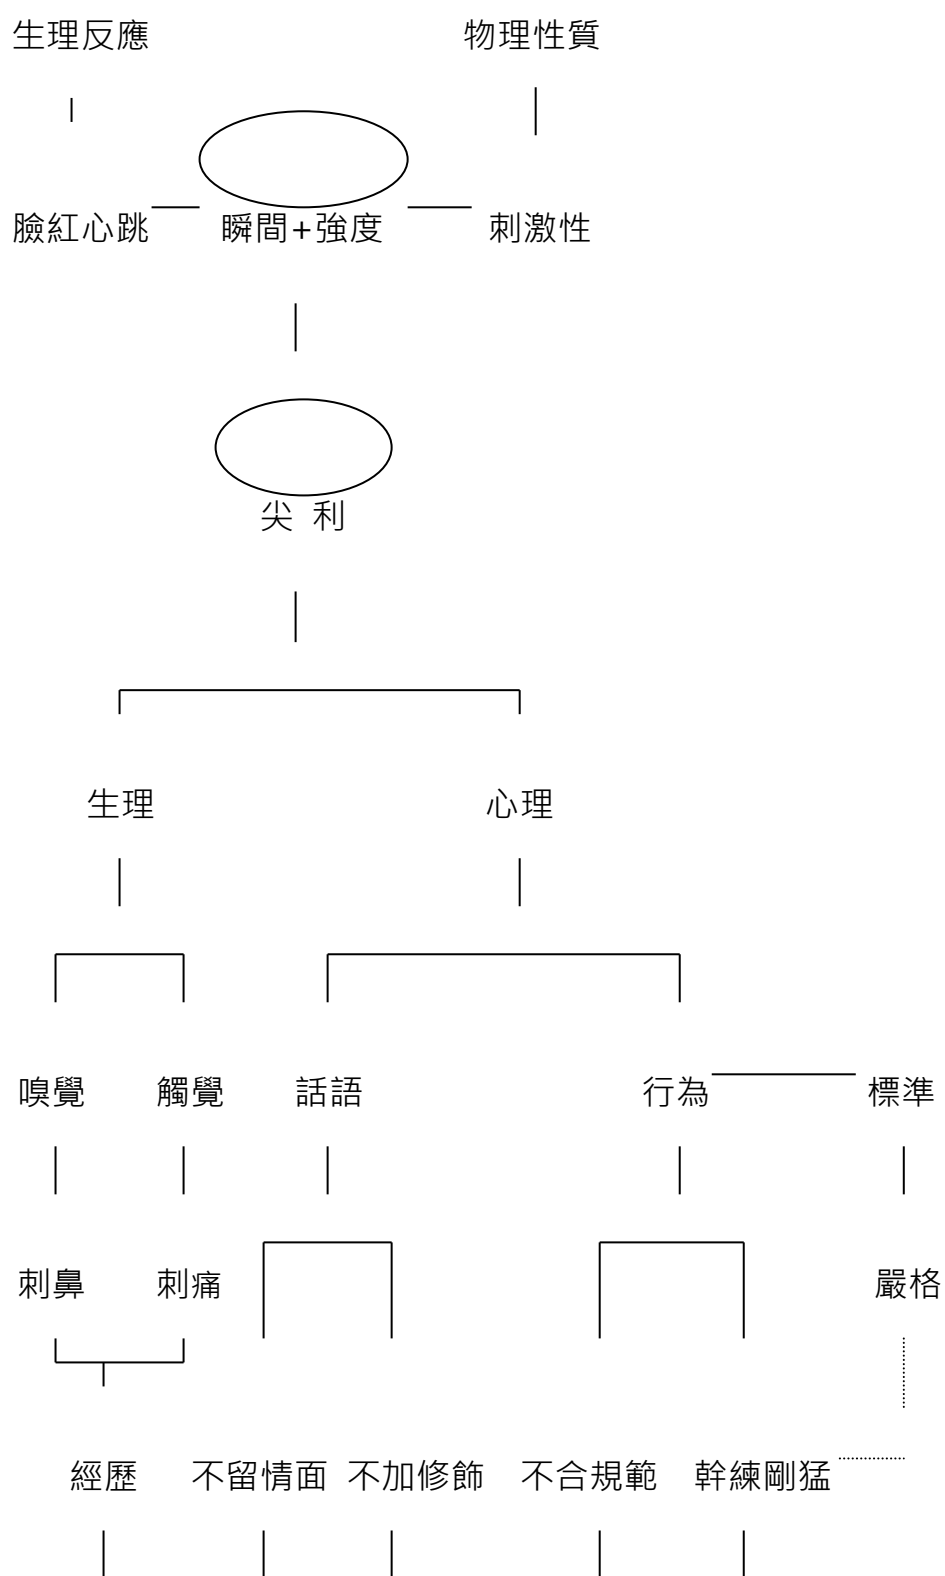 生理反應 物理性質
臉紅心跳 瞬間+強度 刺激性
尖 利
生理 心理
嗅覺 觸覺 話語 行為 標準
刺鼻 刺痛 嚴格
經歷 不留情面 不加修飾 不合規範 幹練剛猛